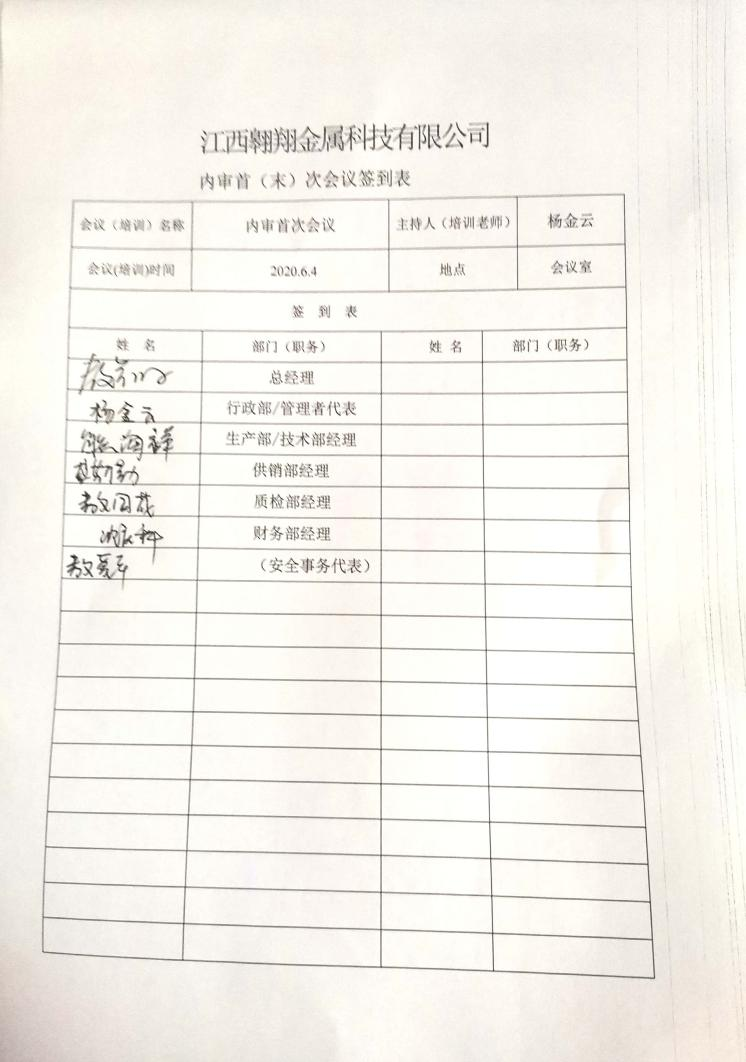 江西翱翔金属科技有限公司
内审首（末）次会议签到表
会议（培训）名称 内审首次会议 主持人（培训老师） 杨金云
会议(培训)时间 2020.6.4 地点 会议室
签 到 表
姓 名 部门（职务） 姓 名 部门（职务）
总经理
杨金云 行政部/管理者代表
熊海祥 生产部/技术部经理
供销部经理
敖国茂 质检部经理
财务部经理
（安全事务代表）